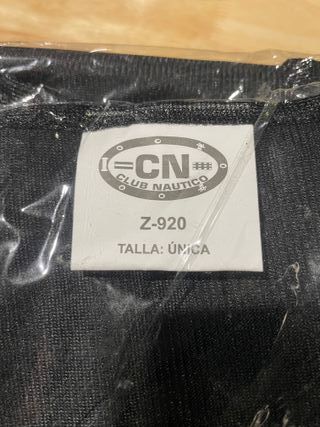 CN
CLUB NAUTICO
Z-920
TALLA: ÚNICA